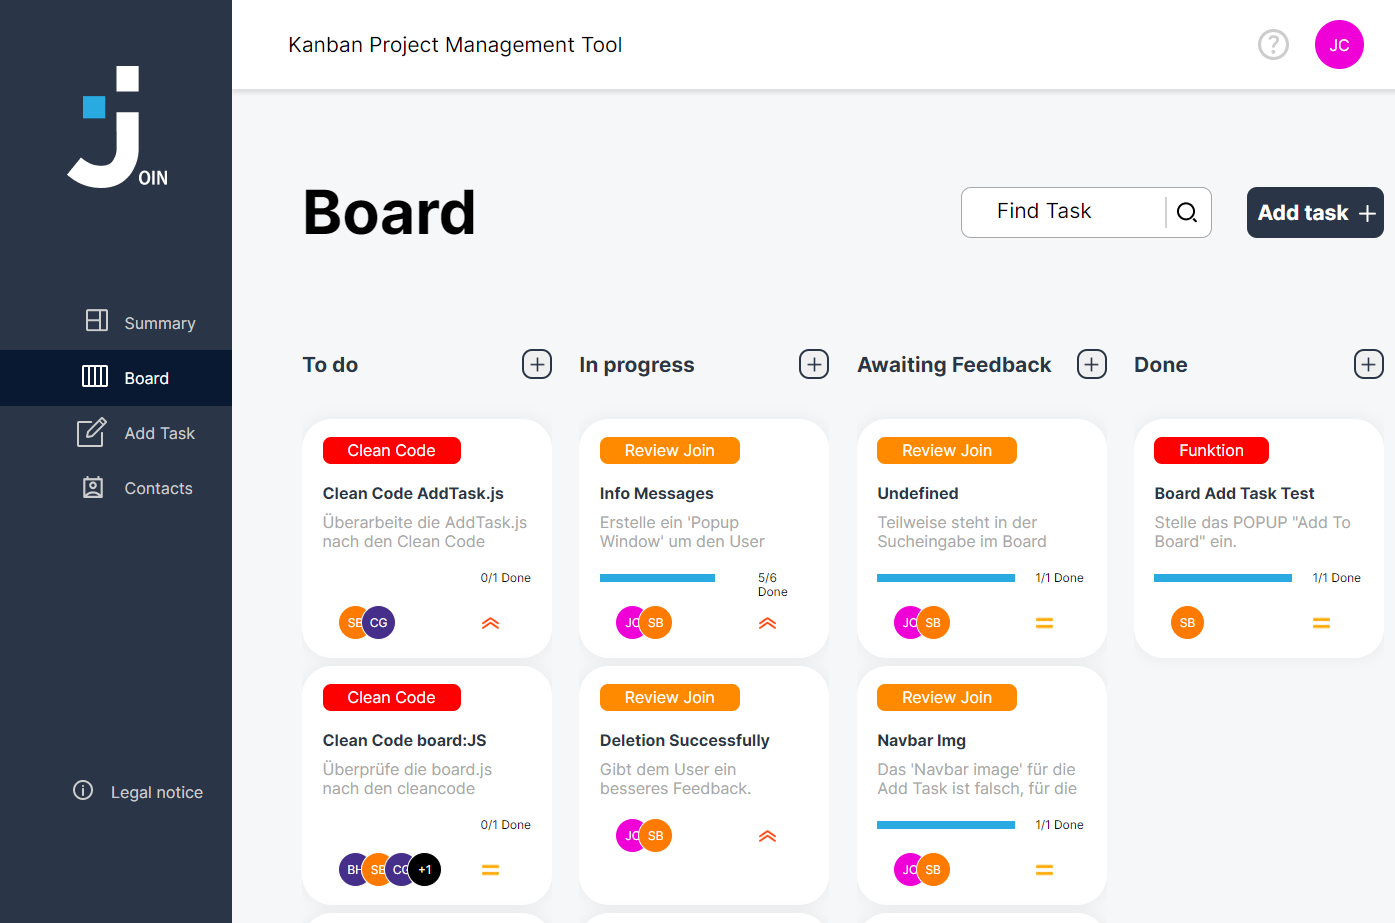 Kanban Project Management Tool
JC
OIN
Board
Find Task
Add task
Summary
Board
Add Task
Contacts
Legal notice
To do
Clean Code
Clean Code AddTask.js
Überarbeite die AddTask.js
nach den Clean Code
0/1 Done
SB CG
Clean Code
Clean Code board:JS
Überprüfe die board.js
nach den cleancode
0/1 Done
BH SB CG +1
In progress
Review Join
Info Messages
Erstelle ein 'Popup
Window' um den User
5/6
Done
JC SB
Review Join
Deletion Successfully
Gibt dem User ein
besseres Feedback.
JC SB
Awaiting Feedback
Review Join
Undefined
Teilweise steht in der
Sucheingabe im Board
1/1 Done
JC SB
Review Join
Navbar Img
Das 'Navbar image' für die
Add Task ist falsch, für die
1/1 Done
JC SB
Done
Funktion
Board Add Task Test
Stelle das POPUP "Add To
Board" ein.
1/1 Done
SB